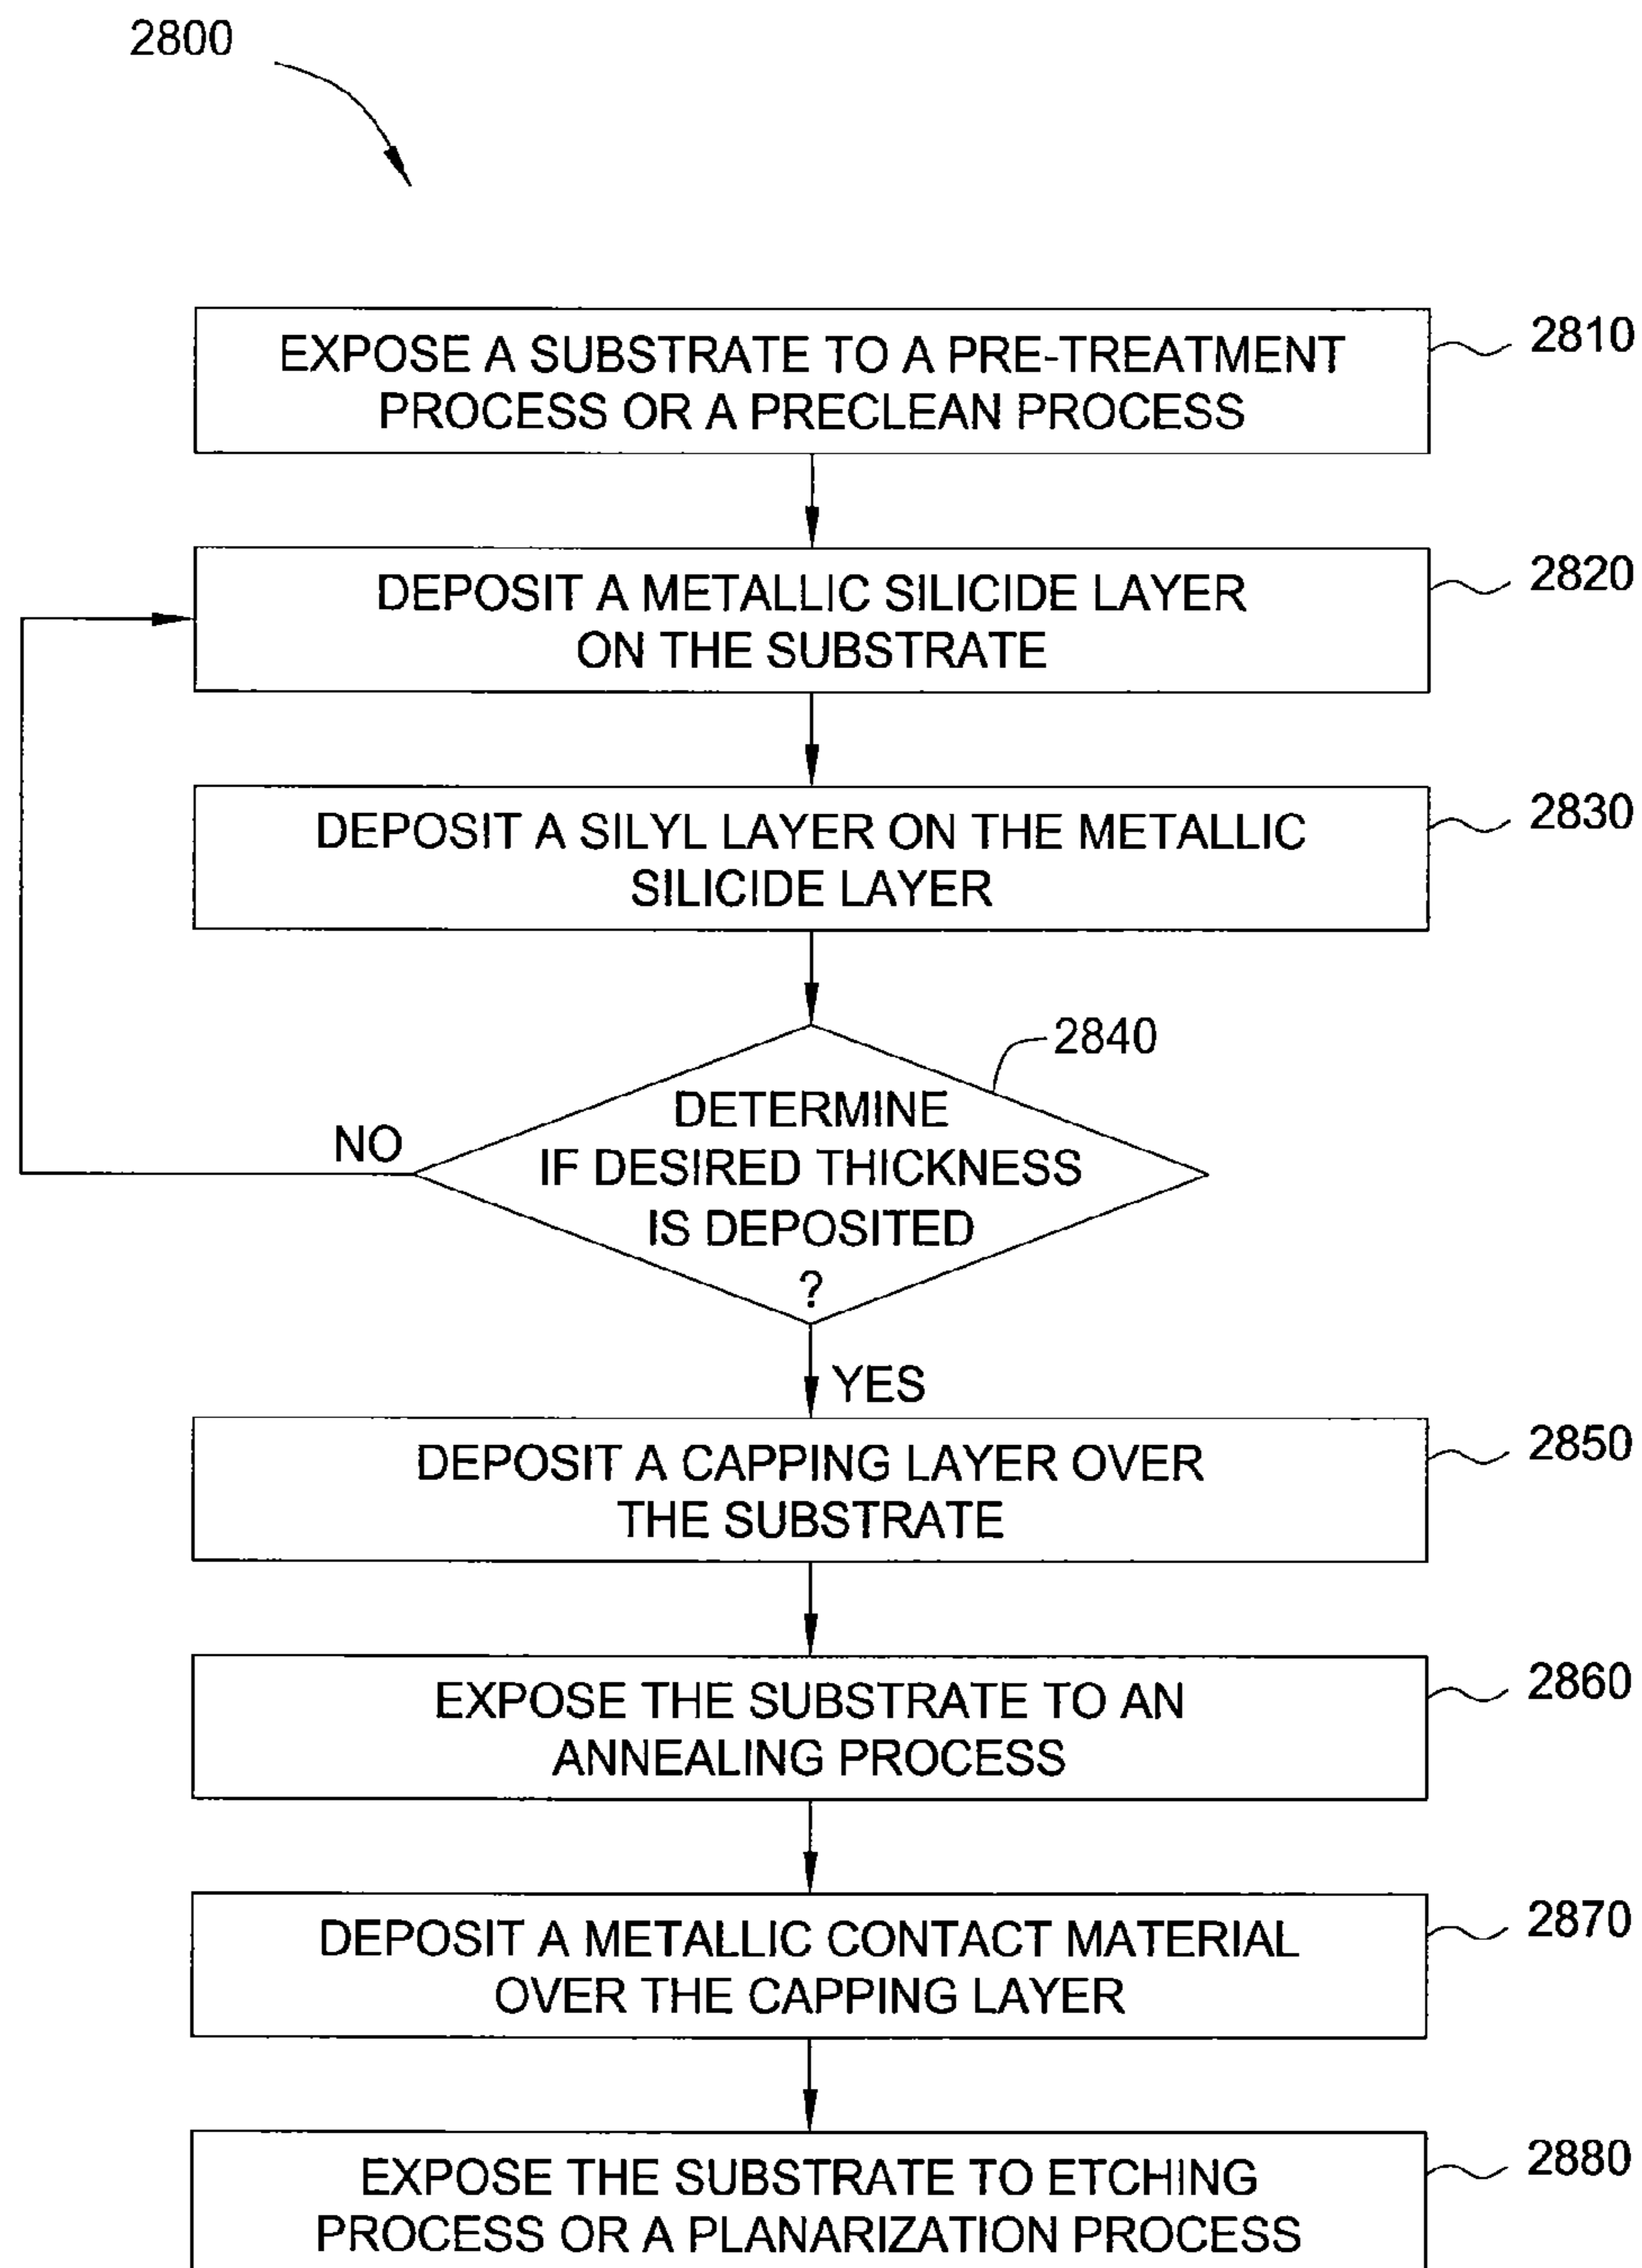 2800
EXPOSE A SUBSTRATE TO A PRE-TREATMENT
PROCESS OR A PRECLEAN PROCESS
2810
DEPOSIT A METALLIC SILICIDE LAYER
ON THE SUBSTRATE
2820
DEPOSIT A SILYL LAYER ON THE METALLIC
SILICIDE LAYER
2830
2840
DETERMINE
IF DESIRED THICKNESS
IS DEPOSITED
?
NO
YES
DEPOSIT A CAPPING LAYER OVER
THE SUBSTRATE
2850
EXPOSE THE SUBSTRATE TO AN
ANNEALING PROCESS
2860
DEPOSIT A METALLIC CONTACT MATERIAL
OVER THE CAPPING LAYER
2870
EXPOSE THE SUBSTRATE TO ETCHING
PROCESS OR A PLANARIZATION PROCESS
2880